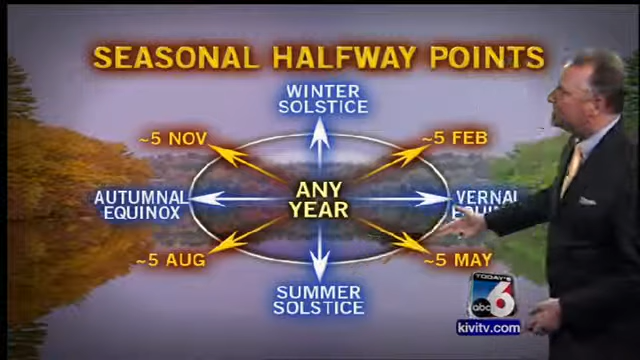 SEASONAL HALFWAY POINTS
WINTER
SOLSTICE
~5 NOV
~5 FEB
AUTUMNAL
EQUINOX
ANY
YEAR
VERNAL
~5 AUG
~5 MAY
SUMMER
SOLSTICE
TODAY'S
abc 6
kivitv.com